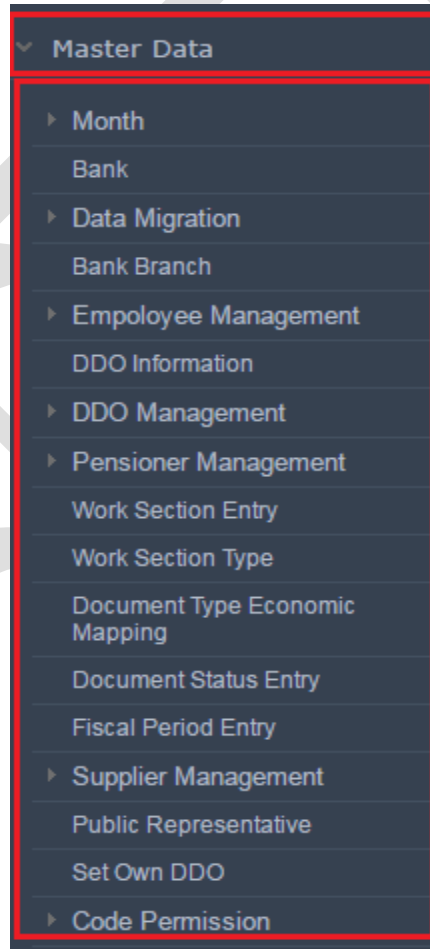 Master Data
Month
Bank
Data Migration
Bank Branch
Empoloyee Management
DDO Information
DDO Management
Pensioner Management
Work Section Entry
Work Section Type
Document Type Economic
Mapping
Document Status Entry
Fiscal Period Entry
Supplier Management
Public Representative
Set Own DDO
Code Permission